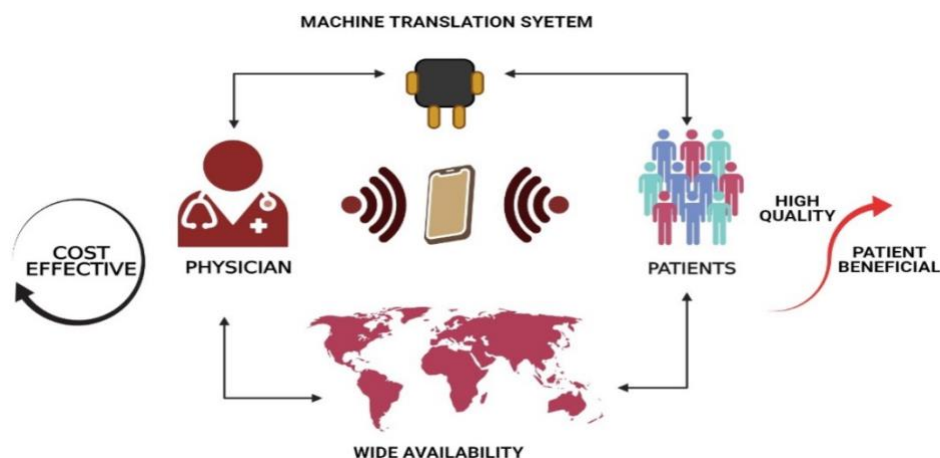 MACHINE TRANSLATION SYETEM
COST
EFFECTIVE
PHYSICIAN
PATIENTS
HIGH
QUALITY
PATIENT
BENEFICIAL
WIDE AVAILABILITY